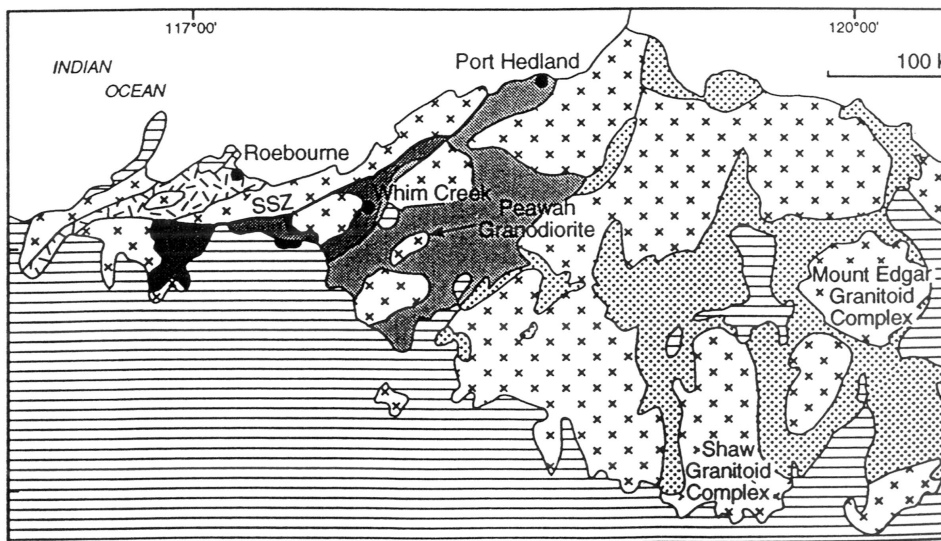 117°00'
120°00'
INDIAN
OCEAN
Port Hedland
100
Roebourne
SSZ
Whim Creek
Peawah
Granodiorite
Mount Edgar
Granitoid
Complex
Shaw
Granitoid
Complex